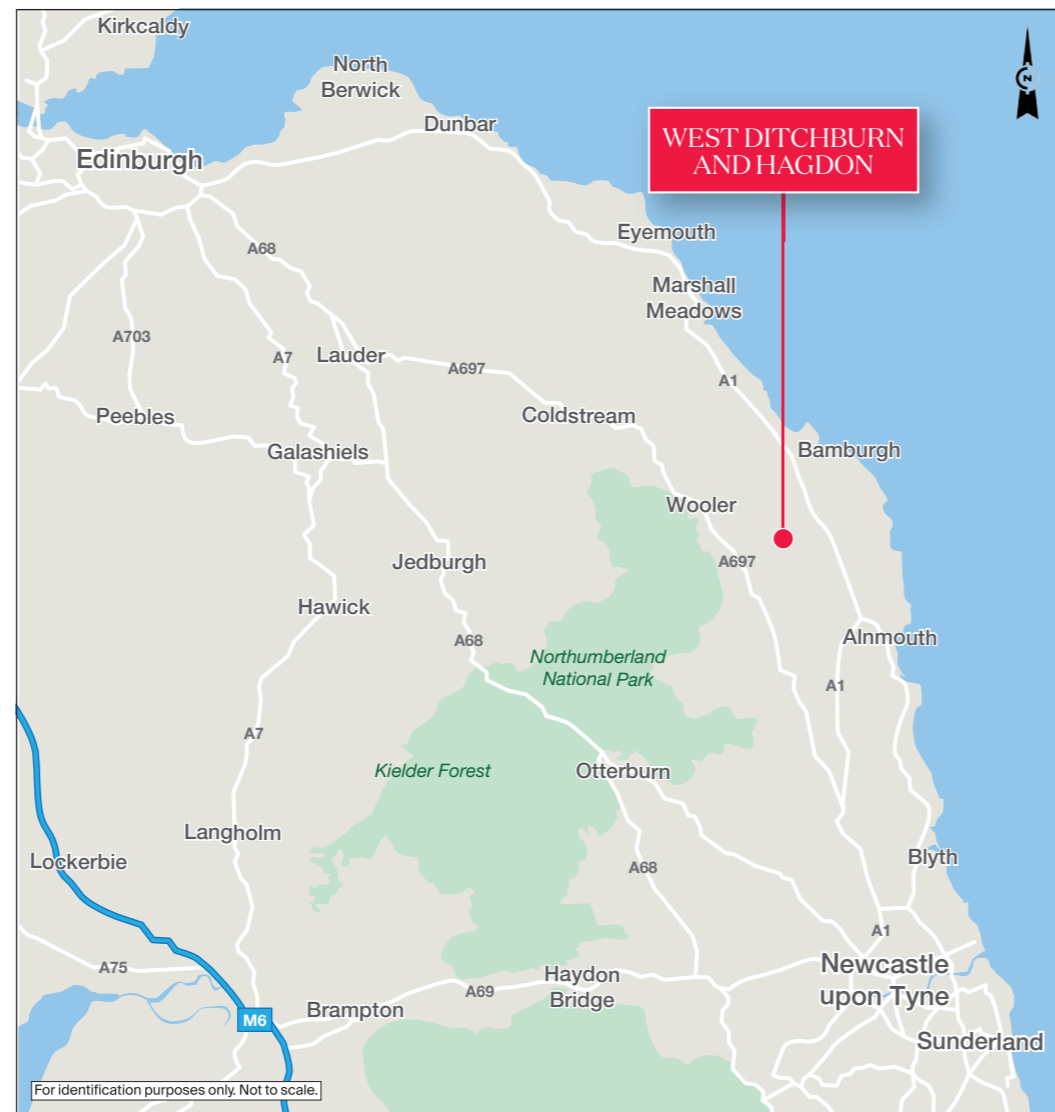 Kirkcaldy
N
North
Berwick
Dunbar
WEST DITCHBURN
AND HAGDON
Edinburgh
Eyemouth
A68
Marshall
Meadows
A703
A7
Lauder
A697
A1
Peebles
Coldstream
Galashiels
Bamburgh
Wooler
Jedburgh
A697
Hawick
A68
Alnmouth
Northumberland
National Park
A1
A7
Kielder Forest
Otterburn
Langholm
Lockerbie
Blyth
A68
A1
A75
Haydon
Bridge
Newcastle
upon Tyne
A69
Brampton
M6
Sunderland
For identification purposes only. Not to scale.